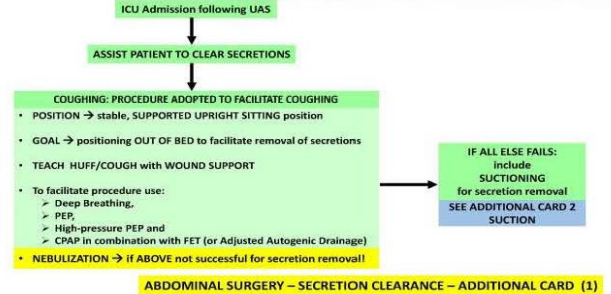 ICU Admission following UAS
ASSIST PATIENT TO CLEAR SECRETIONS
COUGHING: PROCEDURE ADOPTED TO FACILITATE COUGHING
• POSITION → stable, SUPPORTED UPRIGHT SITTING position
• GOAL → positioning OUT OF BED to facilitate removal of secretions
• TEACH HUFF/COUGH with WOUND SUPPORT
• To facilitate procedure use:
➢ Deep Breathing,
➢ PEP,
➢ High-pressure PEP and
➢ CPAP in combination with FET (or Adjusted Autogenic Drainage)
• NEBULIZATION → if ABOVE not successful for secretion removal!
IF ALL ELSE FAILS:
include
SUCTIONING
for secretion removal
SEE ADDITIONAL CARD 2
SUCTION
ABDOMINAL SURGERY – SECRETION CLEARANCE – ADDITIONAL CARD (1)